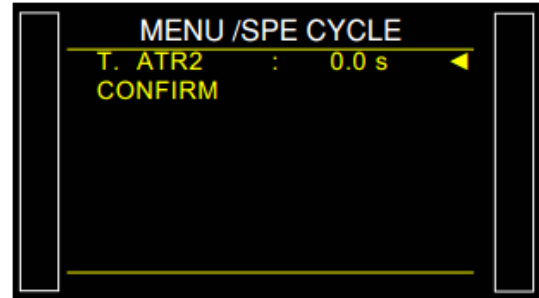 MENU /SPE CYCLE
T. ATR2 : 0.0 s ◄
CONFIRM